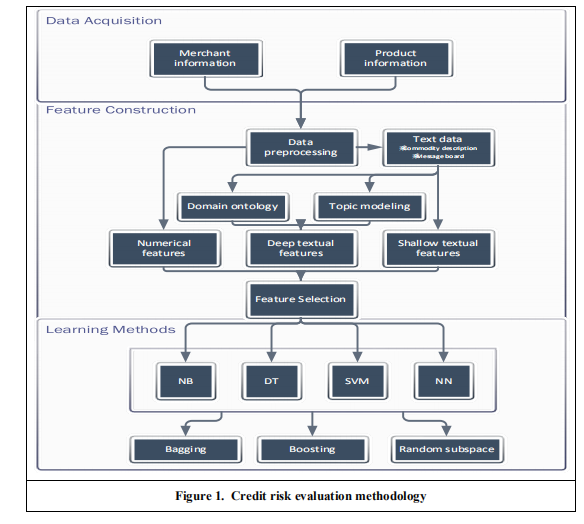 Data Acquisition
Merchant
information
Product
information
Feature Construction
Data
preprocessing
Text data
Commodity description
Message board
Domain ontology
Topic modeling
Numerical
features
Deep textual
features
Shallow textual
features
Feature Selection
Learning Methods
NB
DT
SVM
NN
Bagging
Boosting
Random subspace
Figure 1. Credit risk evaluation methodology